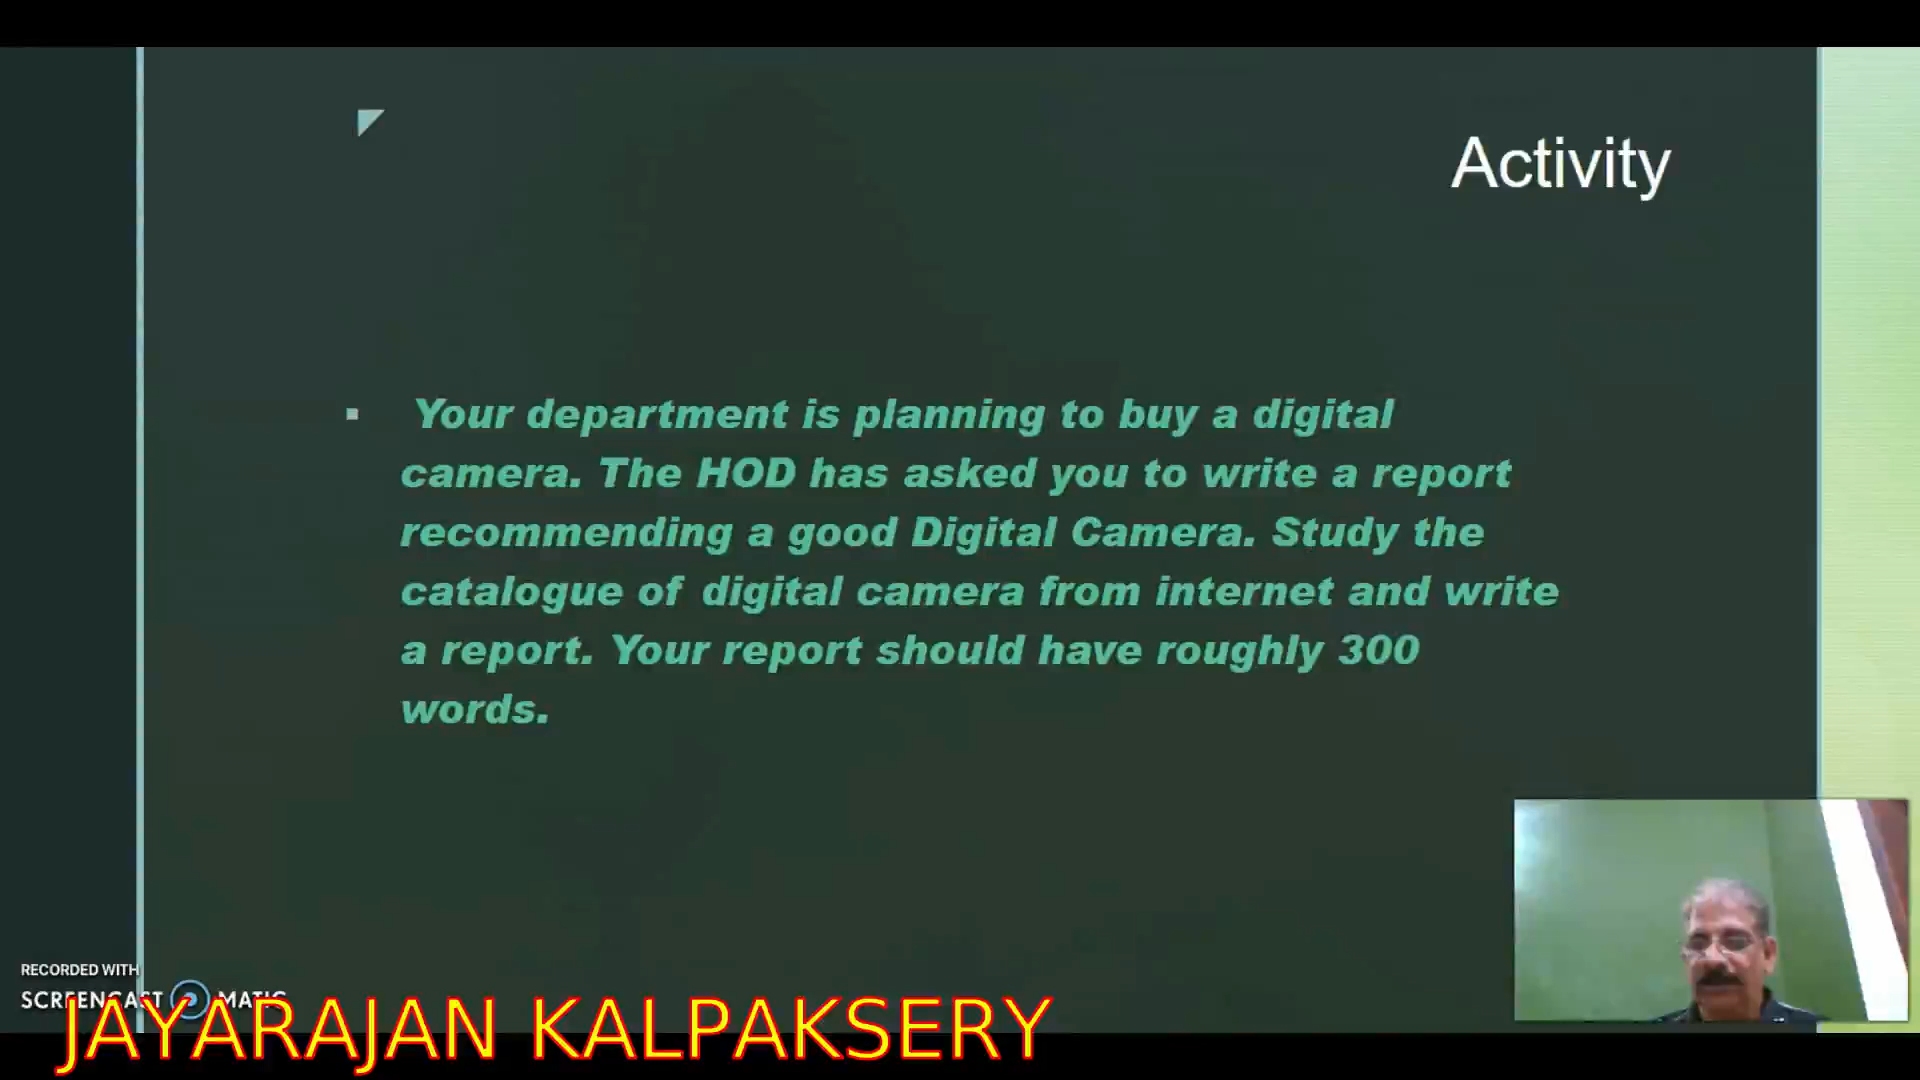 Activity
Your department is planning to buy a digital
camera. The HOD has asked you to write a report
recommending a good Digital Camera. Study the
catalogue of digital camera from internet and write
a report. Your report should have roughly 300
words.
RECORDED WITH
SCREENCAST MATIC
JAYARAJAN KALPAKSERY